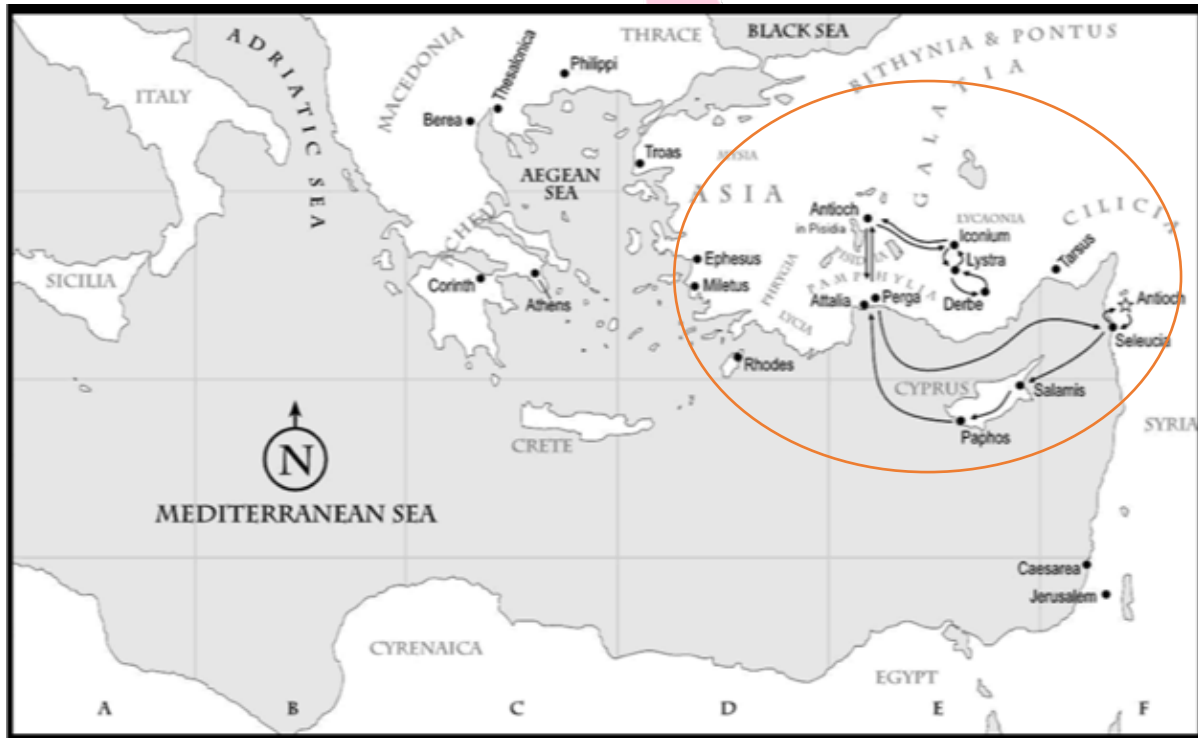 ADRIATIC SEA
MACEDONIA
Thessalonica
THRACE
BLACK SEA
BITHYNIA & PONTUS
Philippi
ITALY
Berea
GALATIA
Troas
MYSIA
AEGEAN
SEA
ASIA
Antioch
in Pisidia
LYCAONIA
CILICIA
Iconium
Tarsus
Lystra
SICILIA
Ephesus
PHRYGIA
PAMPHYLIA
Corinth
Athens
Miletus
Attalia
Perga
Derbe
Antioch
LYCIA
Seleucia
Rhodes
CYPRUS
Salamis
SYRIA
Paphos
CRETE
N
MEDITERRANEAN SEA
Caesarea
Jerusalem
CYRENAICA
EGYPT
A B C D E F